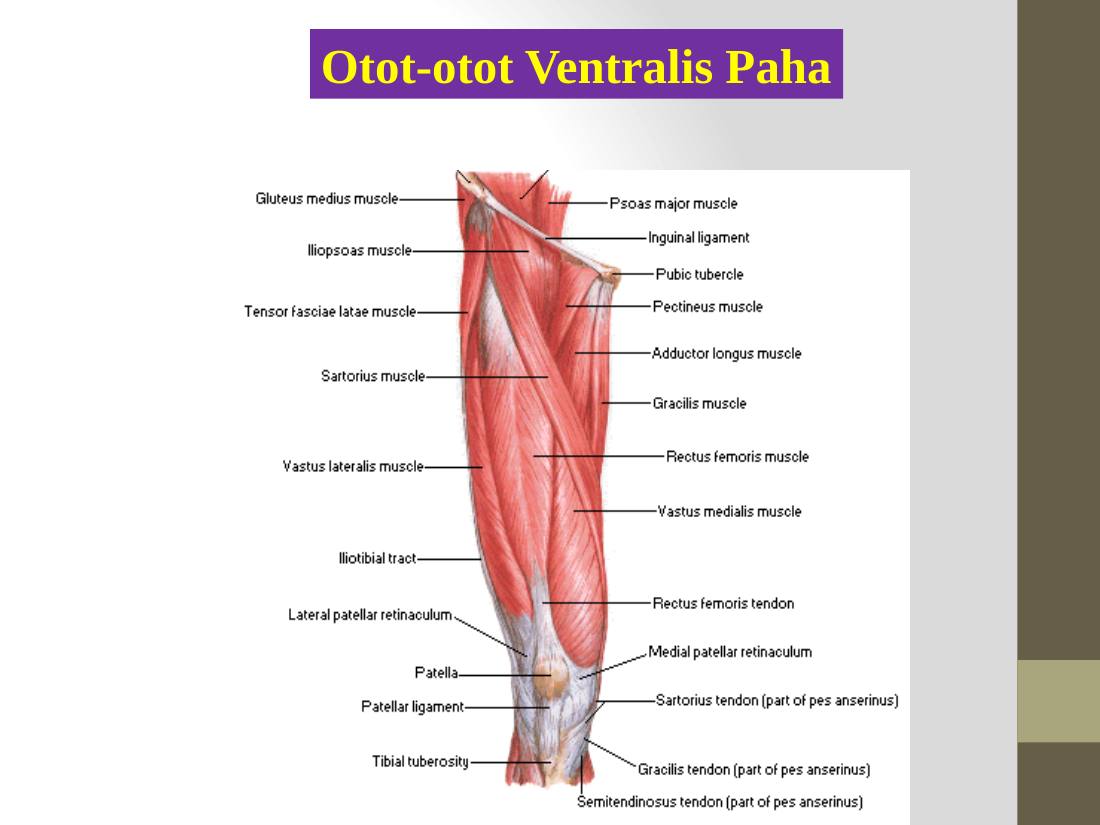 Otot-otot Ventralis Paha
Gluteus medius muscle
Psoas major muscle
Inguinal ligament
Iliopsoas muscle
Pubic tubercle
Tensor fasciae latae muscle
Pectineus muscle
Adductor longus muscle
Sartorius muscle
Gracilis muscle
Rectus femoris muscle
Vastus lateralis muscle
Vastus medialis muscle
Iliotibial tract
Rectus femoris tendon
Lateral patellar retinaculum
Medial patellar retinaculum
Patella
Sartorius tendon (part of pes anserinus)
Patellar ligament
Tibial tuberosity
Gracilis tendon (part of pes anserinus)
Semitendinosus tendon (part of pes anserinus)